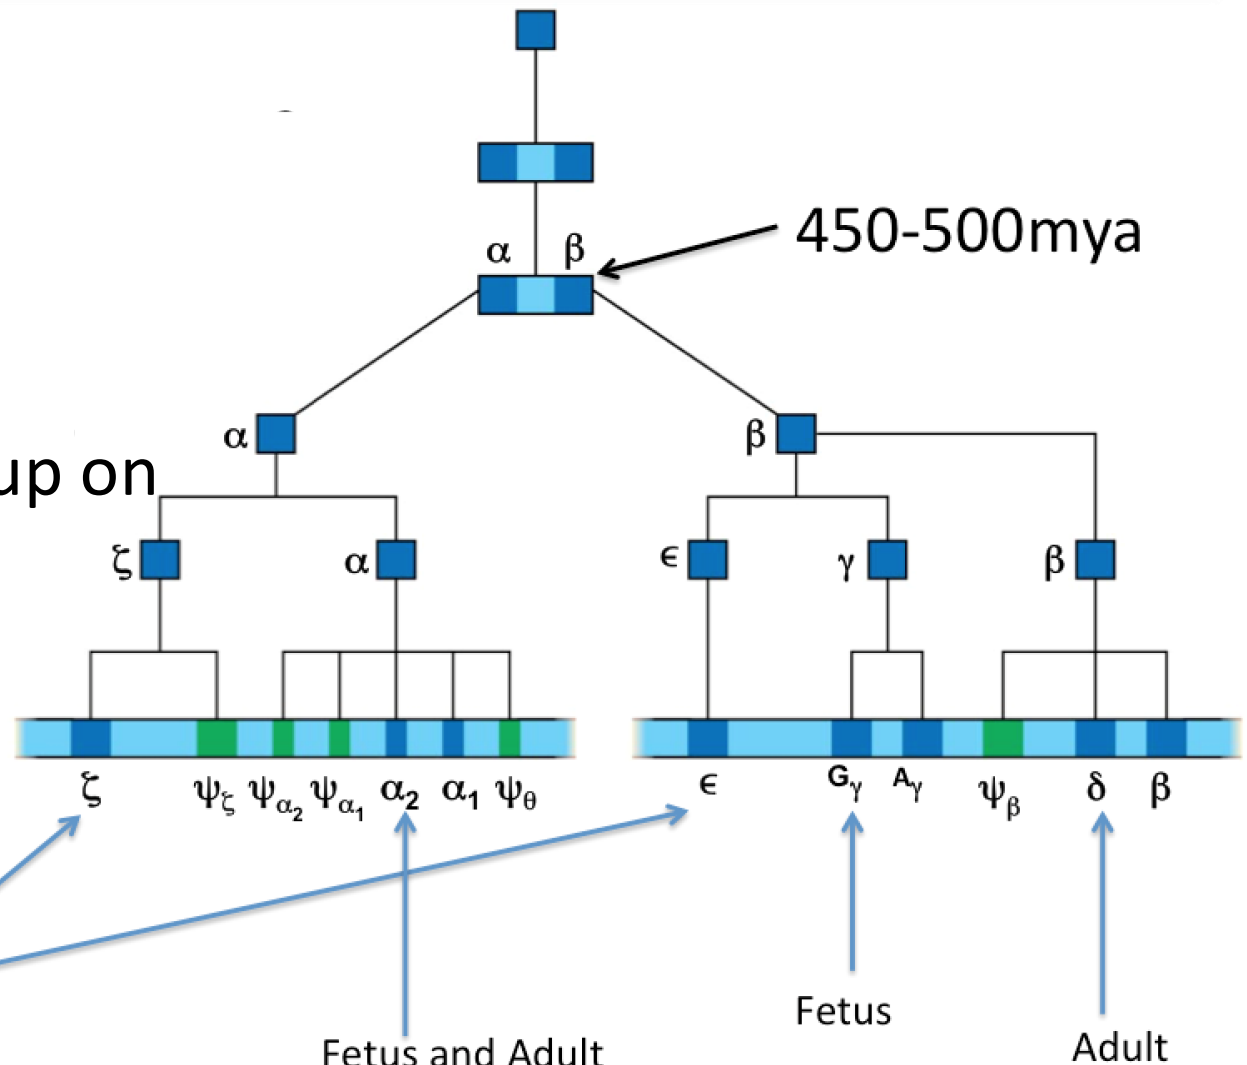 α β
450-500mya
α
β
up on
ζ
α
ϵ
γ
β
ζ ψζ ψα2 ψα1 α2 α1 ψθ
ϵ Gγ Aγ ψβ δ β
Fetus
Fetus and Adult
Adult